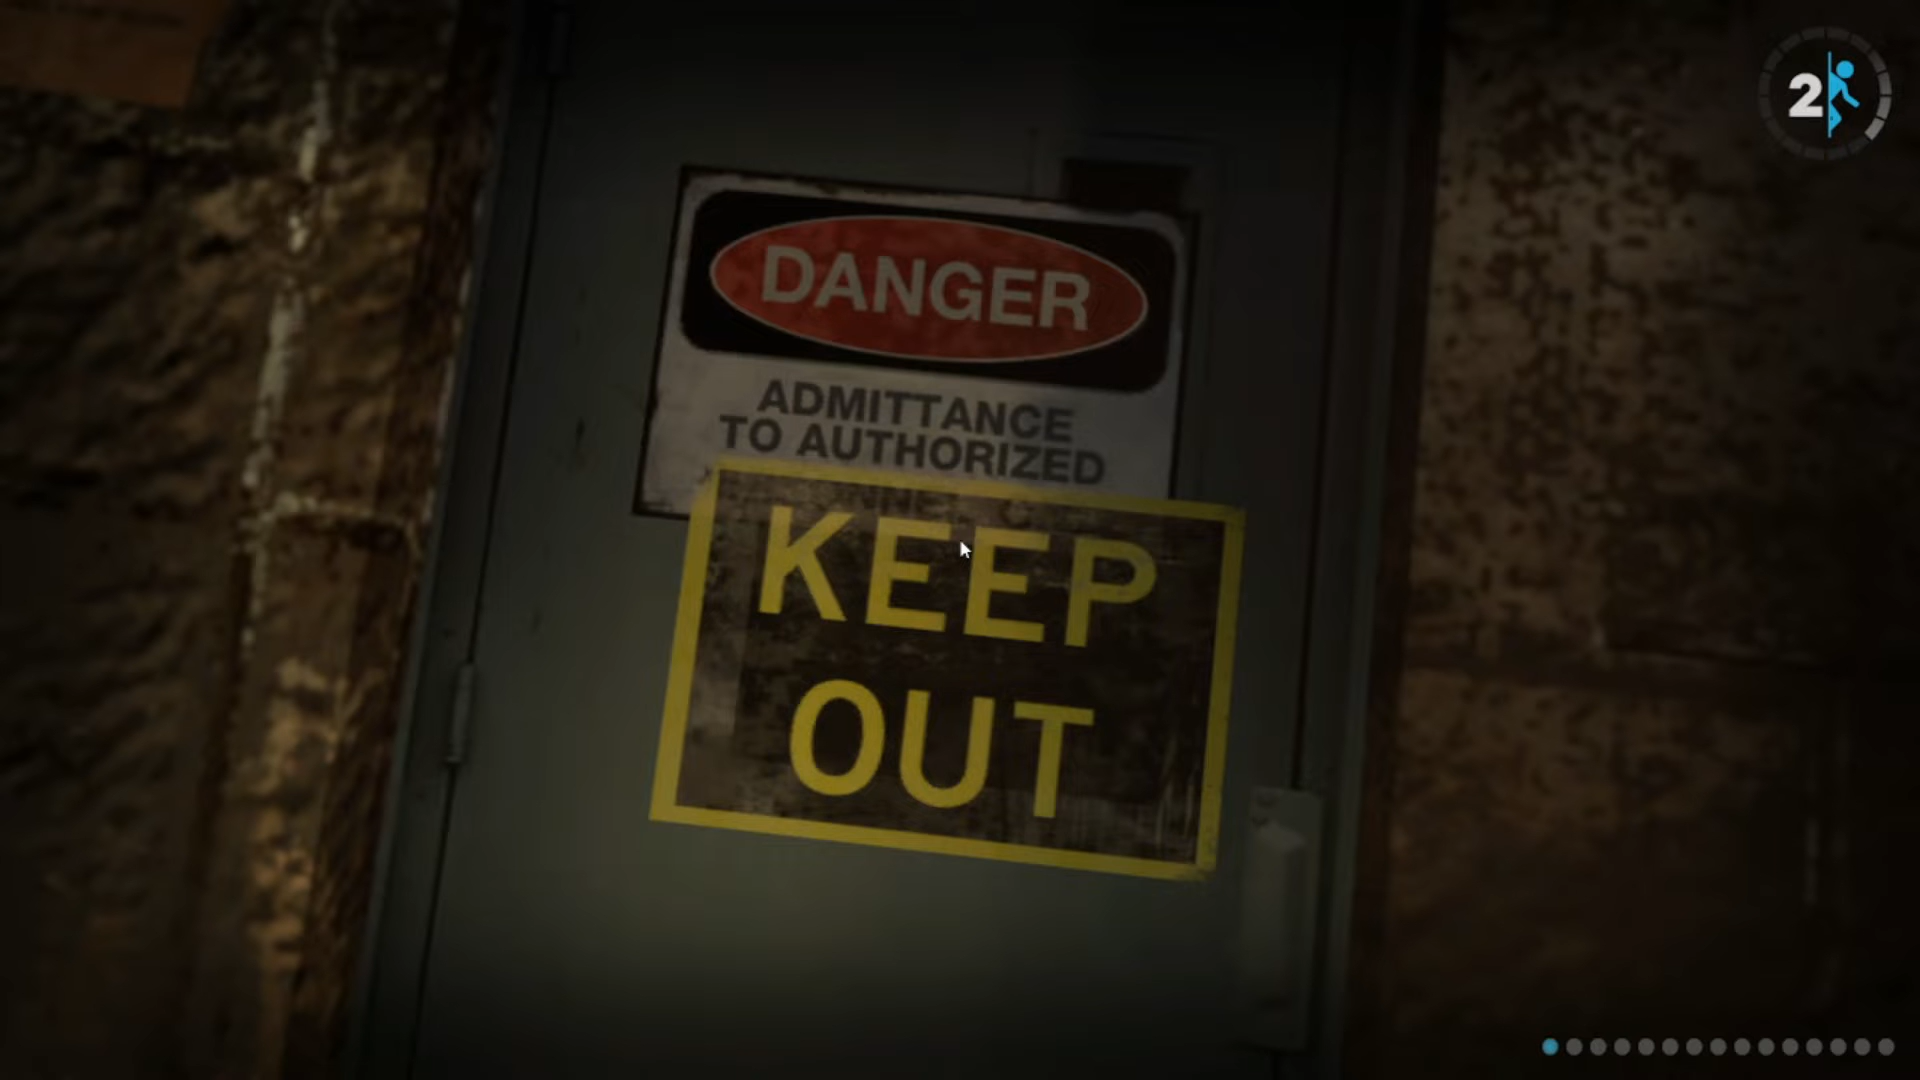 2
DANGER
ADMITTANCE
TO AUTHORIZED
KEEP
OUT